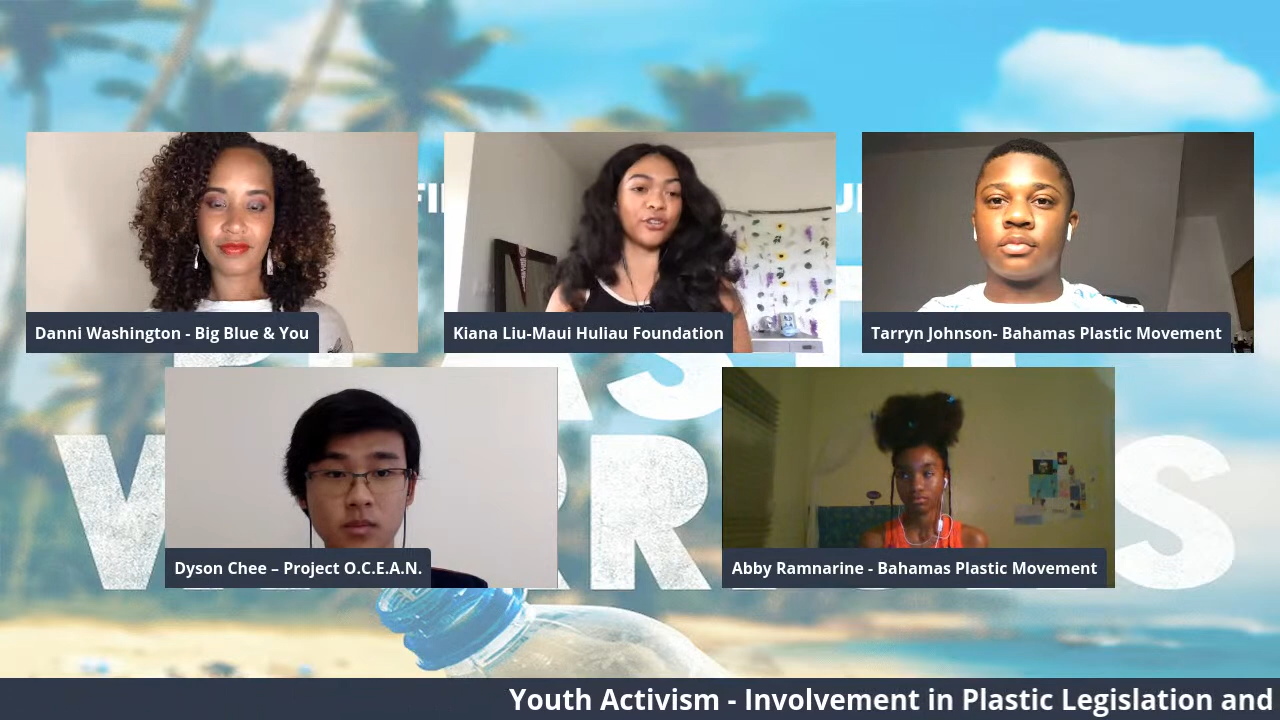 Danni Washington - Big Blue & You
Kiana Liu-Maui Huliau Foundation
Tarryn Johnson- Bahamas Plastic Movement
Dyson Chee – Project O.C.E.A.N.
Abby Ramnarine - Bahamas Plastic Movement
Youth Activism - Involvement in Plastic Legislation and